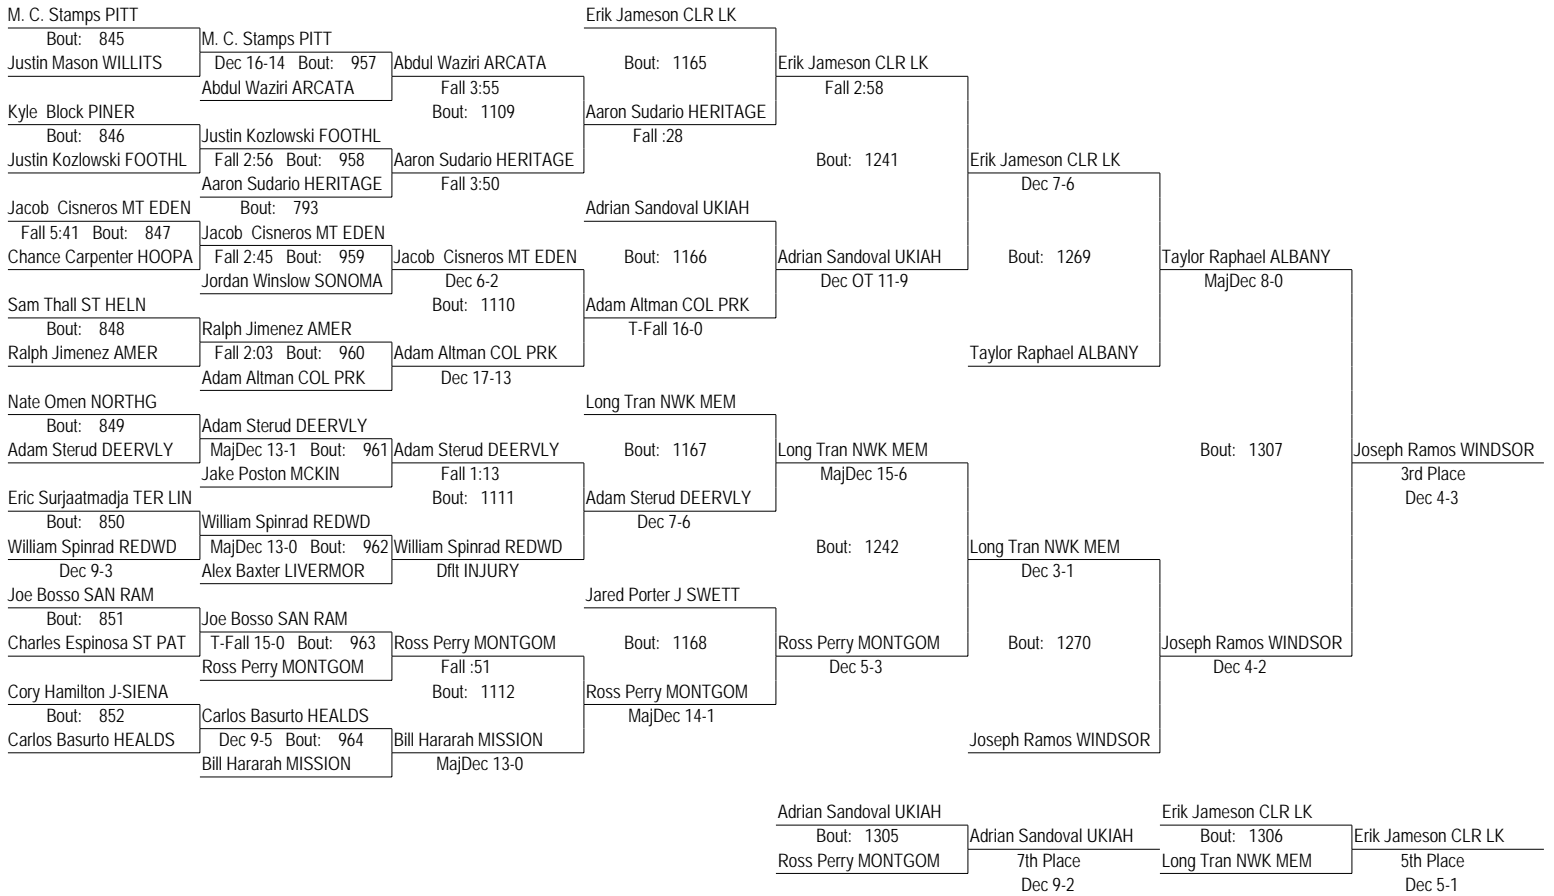 M. C. Stamps PITT
Erik Jameson CLR LK
Bout: 845
M. C. Stamps PITT
Justin Mason WILLITS
Dec 16-14 Bout: 957
Abdul Waziri ARCATA
Bout: 1165
Erik Jameson CLR LK
Abdul Waziri ARCATA
Fall 3:55
Fall 2:58
Kyle Block PINER
Bout: 1109
Aaron Sudario HERITAGE
Bout: 846
Justin Kozlowski FOOTHL
Fall :28
Justin Kozlowski FOOTHL
Fall 2:56 Bout: 958
Aaron Sudario HERITAGE
Bout: 1241
Erik Jameson CLR LK
Aaron Sudario HERITAGE
Fall 3:50
Dec 7-6
Jacob Cisneros MT EDEN
Bout: 793
Adrian Sandoval UKIAH
Fall 5:41 Bout: 847
Jacob Cisneros MT EDEN
Chance Carpenter HOOPA
Fall 2:45 Bout: 959
Jacob Cisneros MT EDEN
Bout: 1166
Adrian Sandoval UKIAH
Bout: 1269
Taylor Raphael ALBANY
Jordan Winslow SONOMA
Dec 6-2
Dec OT 11-9
MajDec 8-0
Sam Thall ST HELN
Bout: 1110
Adam Altman COL PRK
Bout: 848
Ralph Jimenez AMER
T-Fall 16-0
Ralph Jimenez AMER
Fall 2:03 Bout: 960
Adam Altman COL PRK
Taylor Raphael ALBANY
Adam Altman COL PRK
Dec 17-13
Nate Omen NORTHG
Long Tran NWK MEM
Bout: 849
Adam Sterud DEERVLY
Adam Sterud DEERVLY
MajDec 13-1 Bout: 961
Adam Sterud DEERVLY
Bout: 1167
Long Tran NWK MEM
Bout: 1307
Joseph Ramos WINDSOR
Jake Poston MCKIN
Fall 1:13
MajDec 15-6
3rd Place
Eric Surjaatmadja TER LIN
Bout: 1111
Adam Sterud DEERVLY
Dec 4-3
Bout: 850
William Spinrad REDWD
Dec 7-6
William Spinrad REDWD
MajDec 13-0 Bout: 962
William Spinrad REDWD
Bout: 1242
Long Tran NWK MEM
Dec 9-3
Alex Baxter LIVERMOR
Dflt INJURY
Dec 3-1
Joe Bosso SAN RAM
Jared Porter J SWETT
Bout: 851
Joe Bosso SAN RAM
Charles Espinosa ST PAT
T-Fall 15-0 Bout: 963
Ross Perry MONTGOM
Bout: 1168
Ross Perry MONTGOM
Bout: 1270
Joseph Ramos WINDSOR
Ross Perry MONTGOM
Fall :51
Dec 5-3
Dec 4-2
Cory Hamilton J-SIENA
Bout: 1112
Ross Perry MONTGOM
Bout: 852
Carlos Basurto HEALDS
MajDec 14-1
Carlos Basurto HEALDS
Dec 9-5 Bout: 964
Bill Hararah MISSION
Joseph Ramos WINDSOR
Bill Hararah MISSION
MajDec 13-0
Adrian Sandoval UKIAH
Erik Jameson CLR LK
Bout: 1305
Adrian Sandoval UKIAH
Bout: 1306
Erik Jameson CLR LK
Ross Perry MONTGOM
7th Place
Long Tran NWK MEM
5th Place
Dec 9-2
Dec 5-1